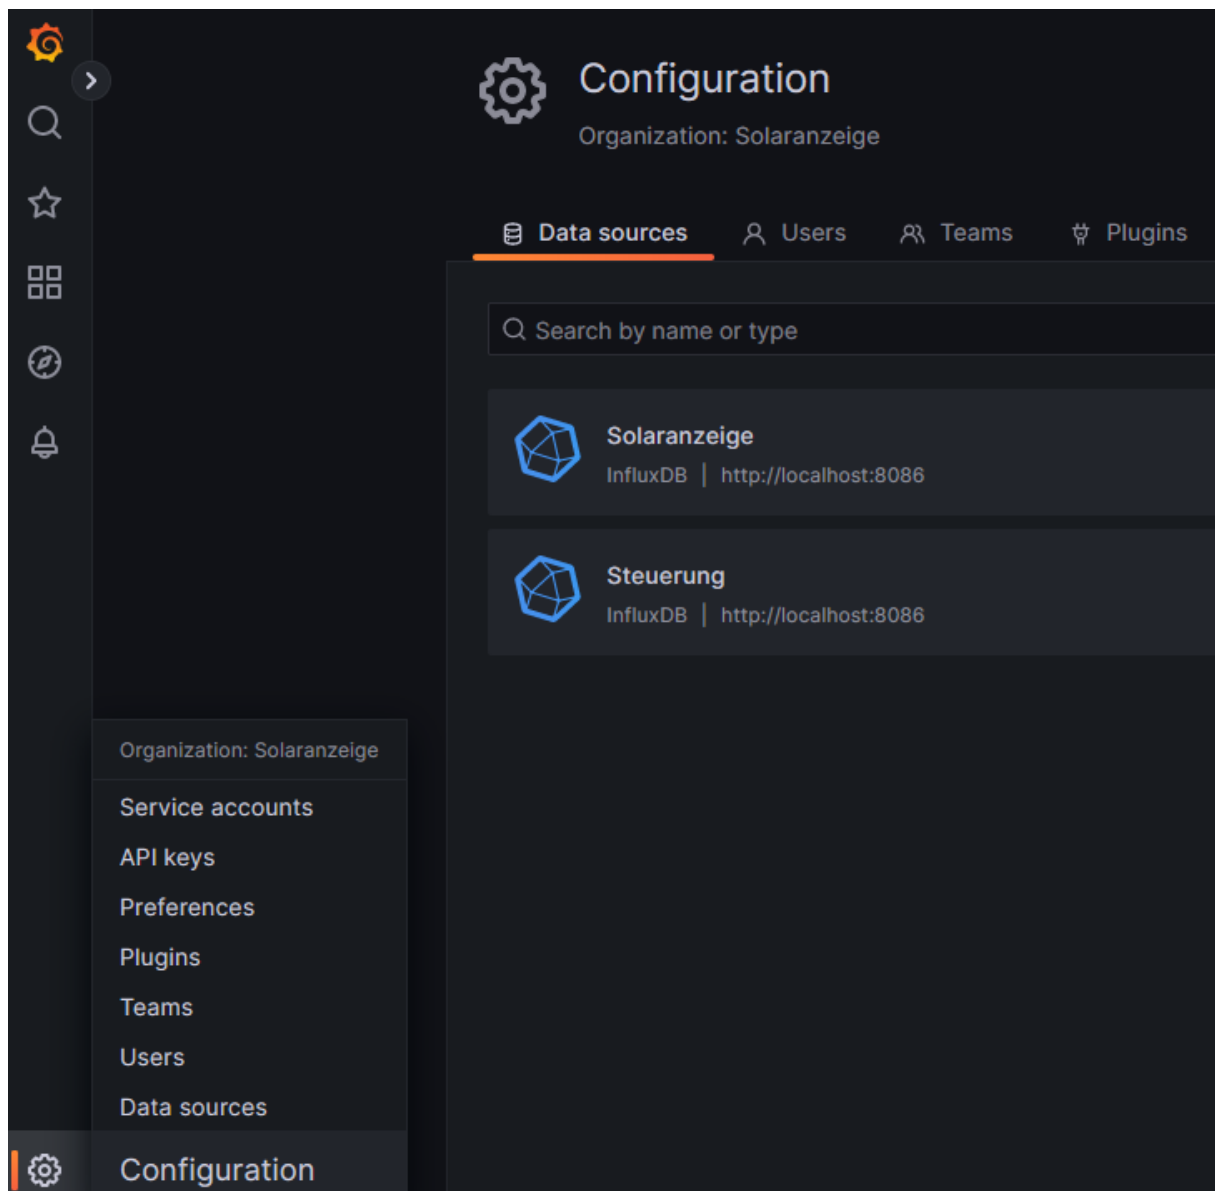 Configuration
Organization: Solaranzeige
Data sources
Users
Teams
Plugins
Search by name or type
Solaranzeige
InfluxDB | http://localhost:8086
Steuerung
InfluxDB | http://localhost:8086
Organization: Solaranzeige
Service accounts
API keys
Preferences
Plugins
Teams
Users
Data sources
Configuration